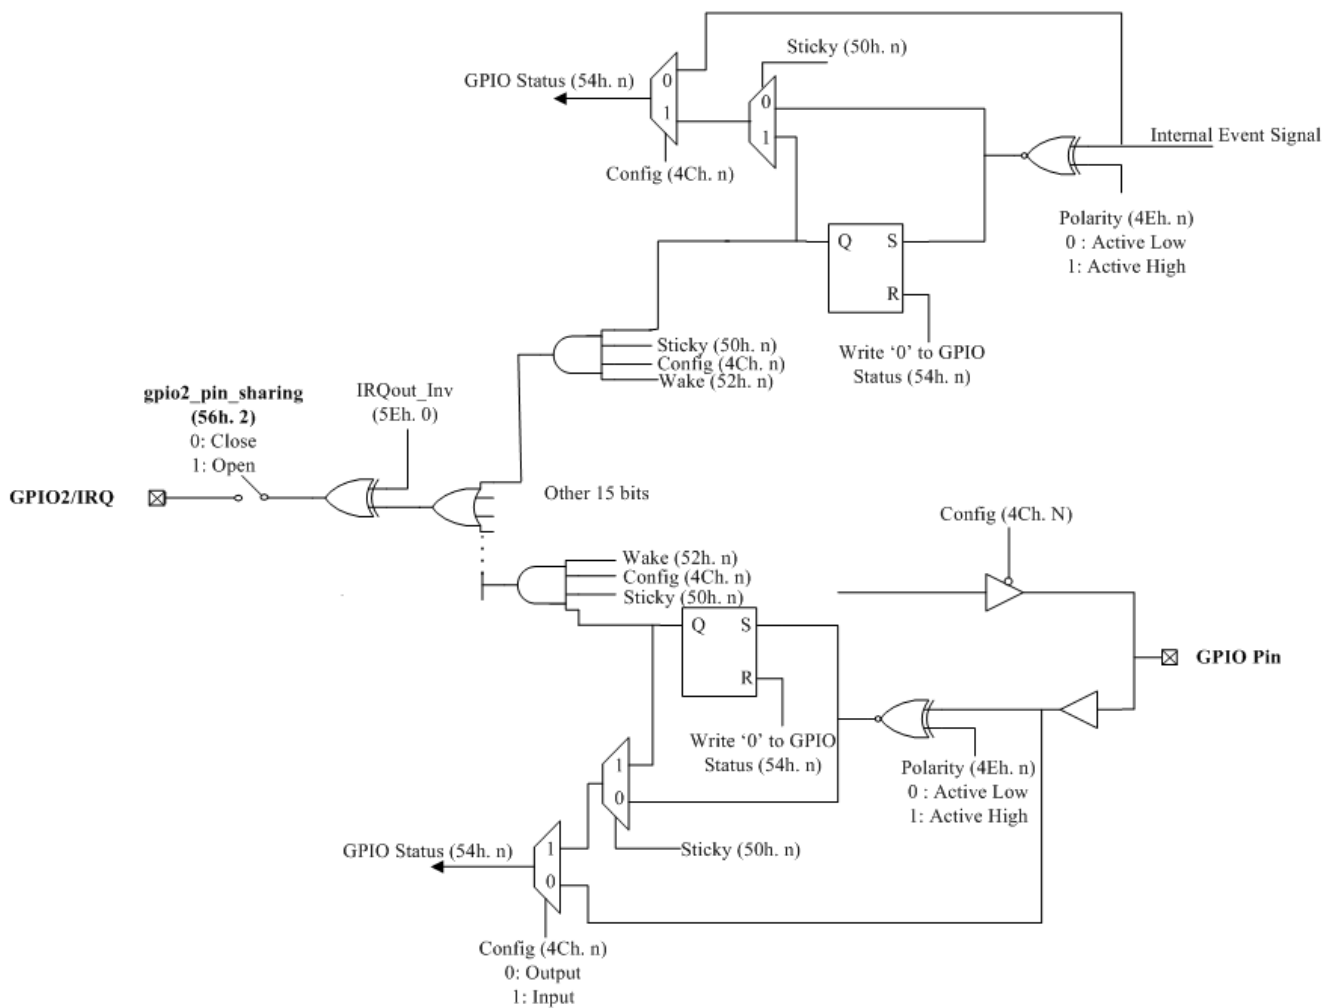 Sticky (50h. n)
GPIO Status (54h. n)
0
1
0
1
Config (4Ch. n)
Internal Event Signal
Polarity (4Eh. n)
0 : Active Low
1: Active High
Q
S
R
Write ‘0’ to GPIO
Status (54h. n)
Sticky (50h. n)
Config (4Ch. n)
Wake (52h. n)
gpio2_pin_sharing
(56h. 2)
0: Close
1: Open
IRQout_Inv
(5Eh. 0)
GPIO2/IRQ
Other 15 bits
Config (4Ch. N)
Wake (52h. n)
Config (4Ch. n)
Sticky (50h. n)
Q
S
R
GPIO Pin
Write ‘0’ to GPIO
Status (54h. n)
Polarity (4Eh. n)
0 : Active Low
1: Active High
1
0
Sticky (50h. n)
GPIO Status (54h. n)
1
0
Config (4Ch. n)
0: Output
1: Input